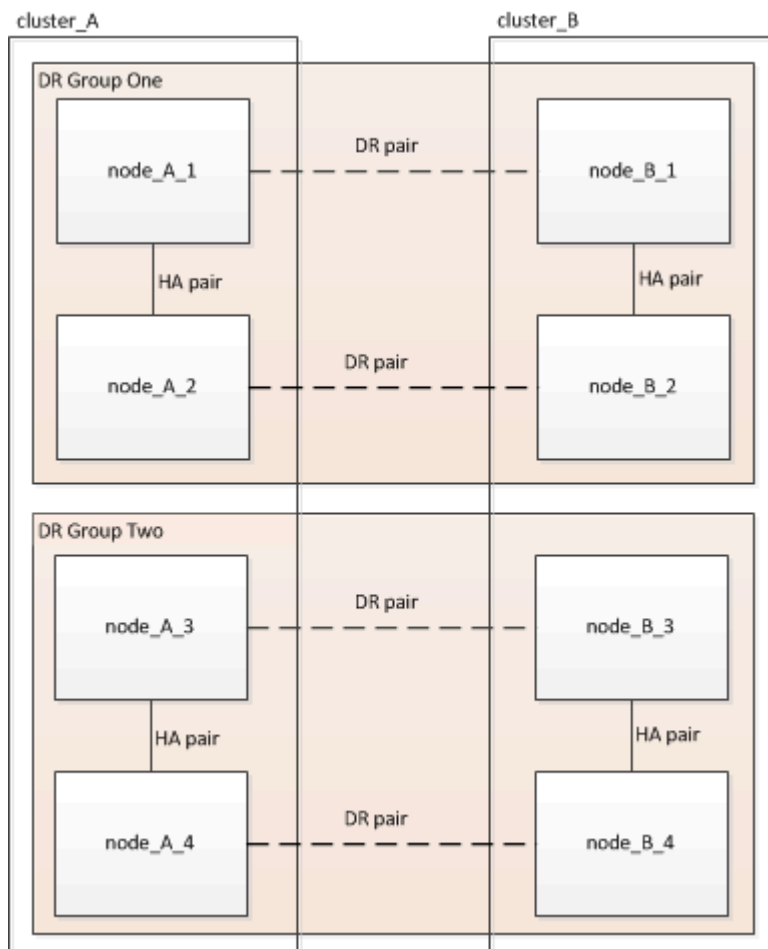 cluster_A
cluster_B
DR Group One
node_A_1
DR pair
node_B_1
HA pair
HA pair
node_A_2
DR pair
node_B_2
DR Group Two
node_A_3
DR pair
node_B_3
HA pair
HA pair
node_A_4
DR pair
node_B_4